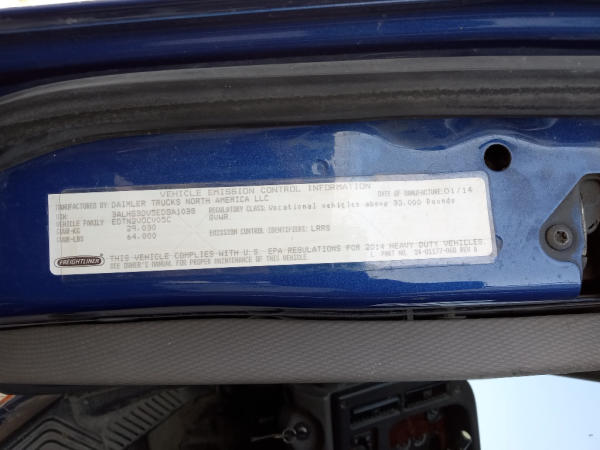 VEHICLE EMISSION CONTROL INFORMATION
MANUFACTURED BY: DAIMLER TRUCKS NORTH AMERICA LLC DATE OF MANUFACTURE 01/14
VIN:
VEHICLE FAMILY: EDTN2VOCV05C REGULATORY CLASS: Vocational vehicles above 33,000 Pounds
GVWR-KG 29,030 GVWR.
GVWR-LBS 64,000 EMISSION CONTROL IDENTIFIERS: LRRS
THIS VEHICLE COMPLIES WITH U.S. EPA REGULATIONS FOR 2014 HEAVY DUTY VEHICLES.
SEE OWNER'S MANUAL FOR PROPER MAINTENANCE OF THIS VEHICLE.
FREIGHTLINER